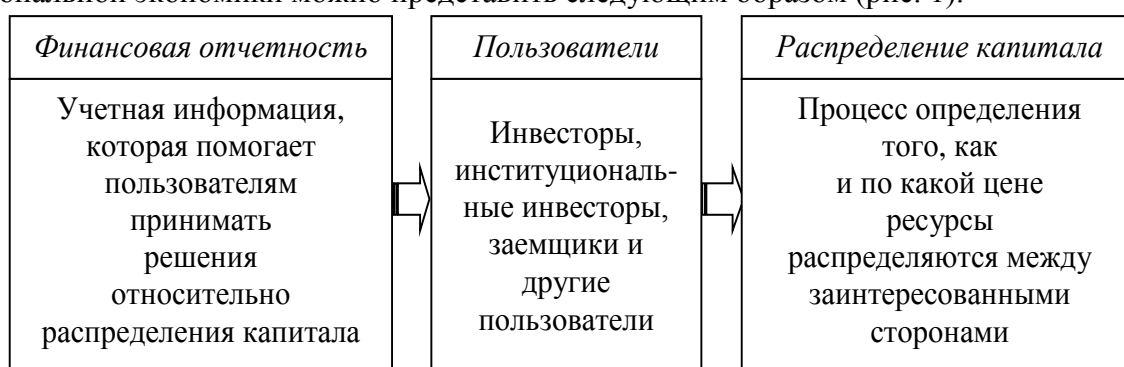 ональной экономики можно представить следующим образом (рис. 1).
Финансовая отчетность
Учетная информация,
которая помогает
пользователям
принимать
решения
относительно
распределения капитала
Пользователи
Инвесторы,
институциональ-
ные инвесторы,
заемщики и
другие
пользователи
Распределение капитала
Процесс определения
того, как
и по какой цене
ресурсы
распределяются между
заинтересованными
сторонами